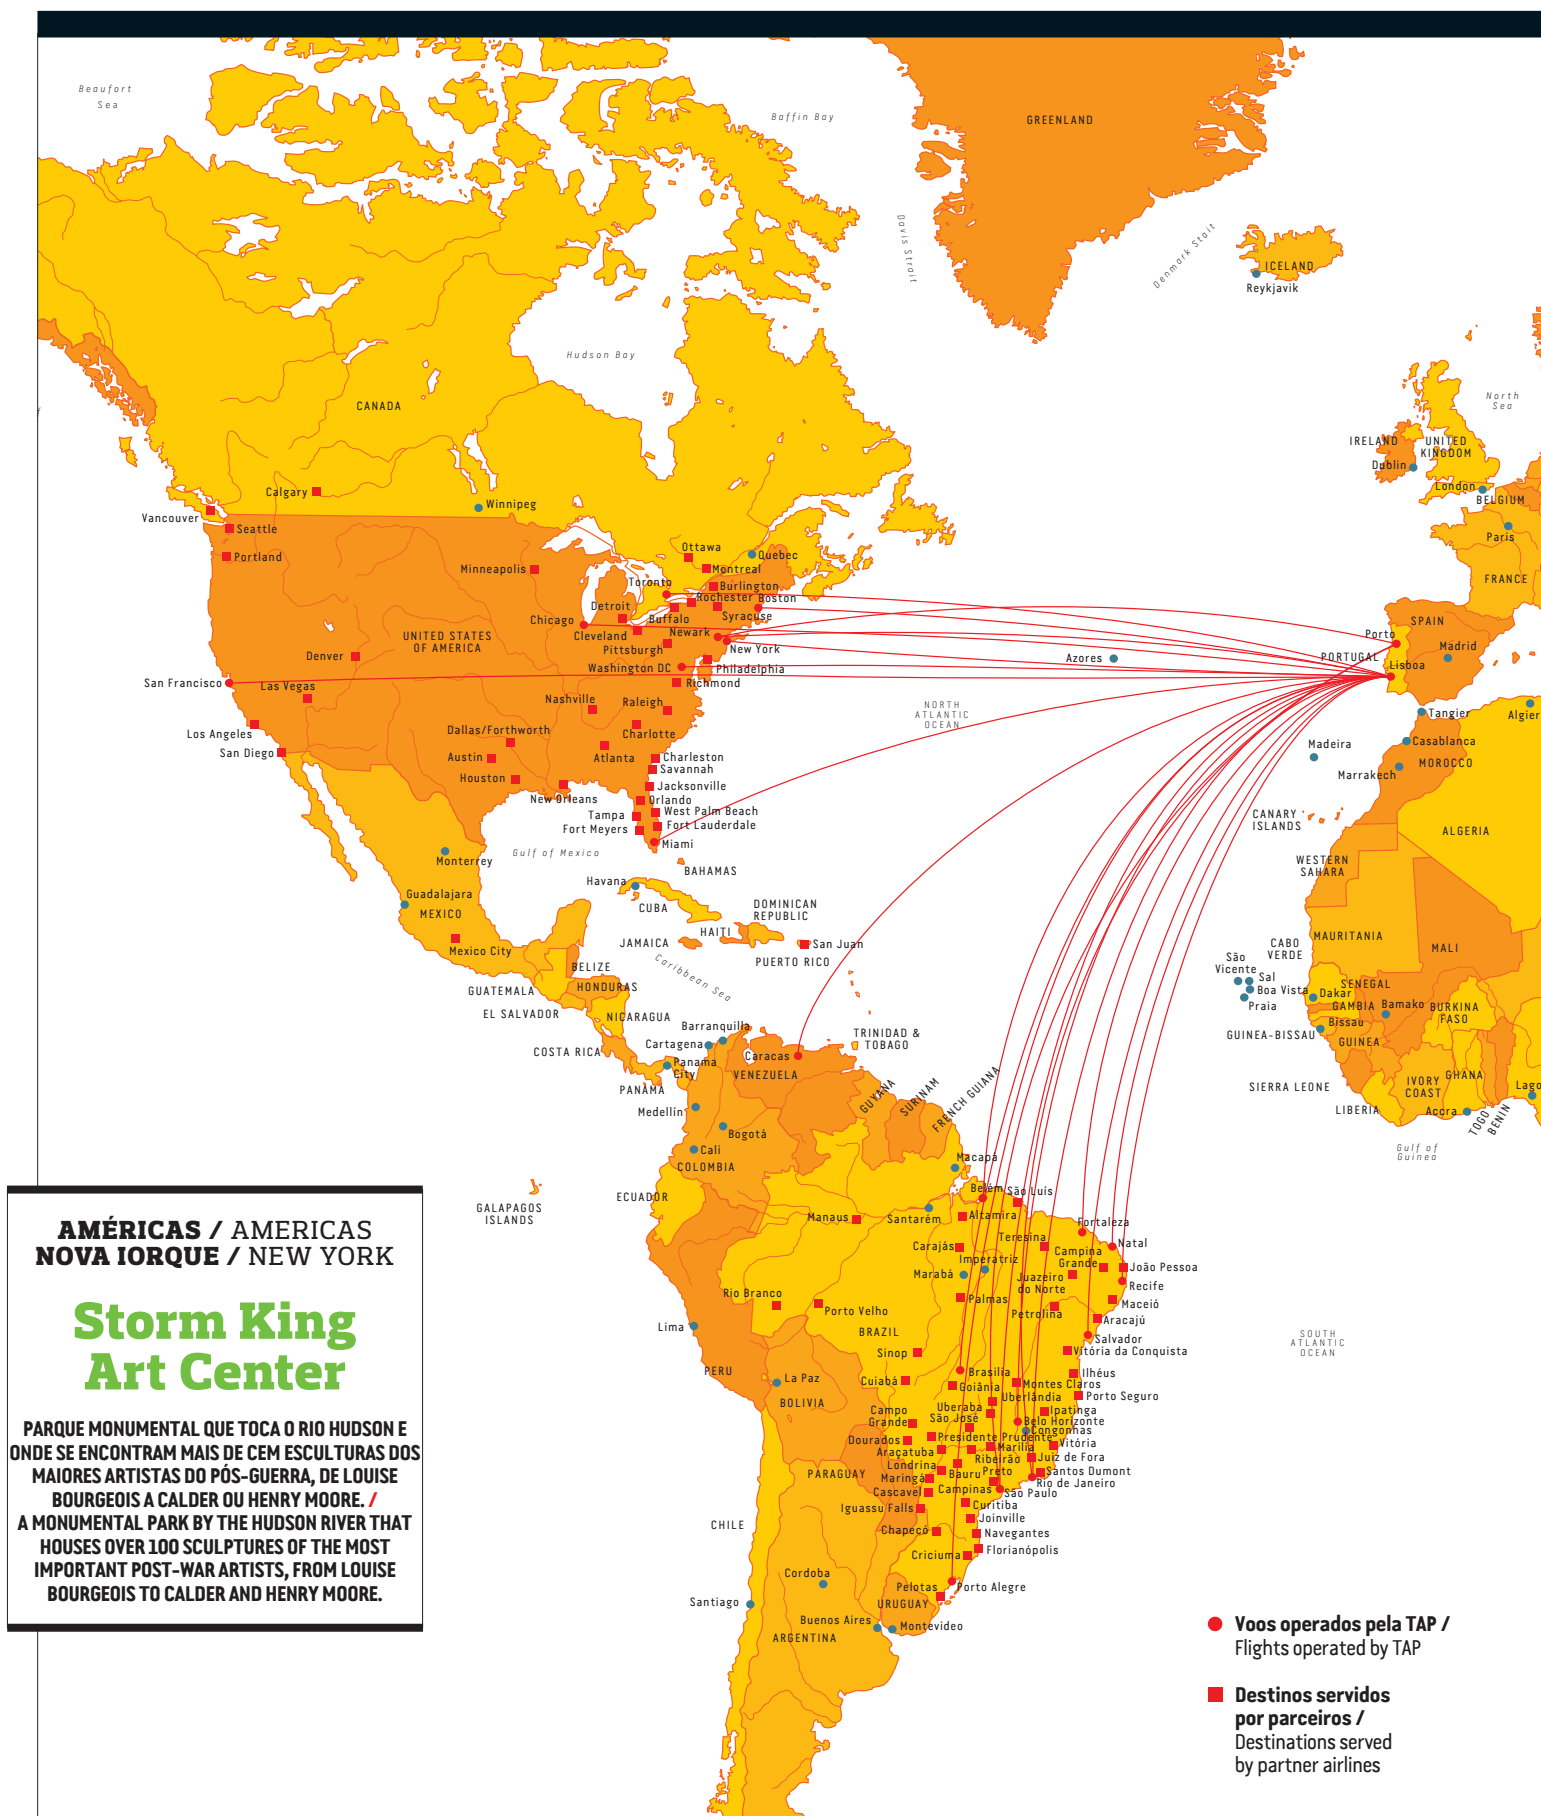 Beaufort
Sea
Baffin Bay
GREENLAND
Davis Strait
Denmark Stait
ICELAND
Reykjavik
Hudson Bay
North
Sea
CANADA
IRELAND
UNITED
KINGDOM
Dublin
London
BELGIUM
Calgary
Winnipeg
Vancouver
Seattle
Paris
Portland
Ottawa
Quebec
Montreal
Minneapolis
Toronto
Burlington
FRANCE
Rochester
Boston
Detroit
Buffalo
Syracuse
Chicago
Cleveland
Newark
SPAIN
Porto
UNITED STATES
OF AMERICA
Pittsburgh
New York
Madrid
Denver
Azores
PORTUGAL
Lisboa
Washington DC
Philadelphia
San Francisco
Las Vegas
Richmond
Nashville
Raleigh
NORTH
ATLANTIC
OCEAN
Tangier
Algier
Los Angeles
Dallas/Forthworth
Charlotte
Casablanca
Madeira
San Diego
Austin
Atlanta
Charleston
MOROCCO
Savannah
Marrakech
Houston
Jacksonville
New Orleans
Orlando
Tampa
West Palm Beach
CANARY
ISLANDS
Fort Meyers
Fort Lauderdale
ALGERIA
Miami
Gulf of Mexico
Monterrey
BAHAMAS
WESTERN
SAHARA
Havana
Guadalajara
CUBA
DOMINICAN
REPUBLIC
MEXICO
HAITI
JAMAICA
San Juan
MAURITANIA
Mexico City
PUERTO RICO
CABO
VERDE
MALI
Caribbean Sea
BELIZE
São
Vicente
Sal
GUATEMALA
HONDURAS
Boa Vista
Dakar
SENEGAL
EL SALVADOR
Praia
GAMBIA
Bamako
BURKINA
FASO
NICARAGUA
Barranquilla
Bissau
GUINEA-BISSAU
TRINIDAD &
TOBAGO
Cartagena
GUINEA
COSTA RICA
Caracas
Panama
City
VENEZUELA
GHANA
PANAMÁ
GUYANA
SURINAM
FRENCH GUIANA
SIERRA LEONE
IVORY
COAST
Lago
Medellín
LIBERIA
Accra
TOGO
BENIN
Bogotá
Gulf of
Guinea
Cali
COLOMBIA
Macapá
ECUADOR
Belém
São Luís
GALAPAGOS
ISLANDS
Manaus
Santarém
Altamira
Fortaleza
Teresina
Natal
Carajás
Campina
Grande
Imperatriz
João Pessoa
Marabá
Juazeiro
do Norte
Recife
Rio Branco
Palmas
Maceió
Porto Velho
Petrolina
Aracajú
Lima
BRAZIL
Salvador
Sinop
Vitória da Conquista
SOUTH
ATLANTIC
OCEAN
PERU
La Paz
Cuiabá
Brasília
Ilhéus
Goiânia
Montes Claros
BOLIVIA
Uberlândia
Porto Seguro
Campo
Grande
Uberaba
Ipatinga
São José
Belo Horizonte
Congonhas
Dourados
Presidente Prudente
Vitória
Araçatuba
Marília
Ribeirão
Preto
Juiz de Fora
PARAGUAY
Londrina
Bauru
Santos Dumont
Maringá
Rio de Janeiro
Cascavel
Campinas
São Paulo
Iguassu Falls
Curitiba
Joinville
CHILE
Chapecó
Navegantes
Florianópolis
Criciuma
Cordoba
Pelotas
Porto Alegre
Santiago
URUGUAY
Buenos Aires
Montevideo
ARGENTINA
AMÉRICAS / AMERICAS
NOVA IORQUE / NEW YORK
Storm King
Art Center
PARQUE MONUMENTAL QUE TOCA O RIO HUDSON E
ONDE SE ENCONTRAM MAIS DE CEM ESCULTURAS DOS
MAIORES ARTISTAS DO PÓS-GUERRA, DE LOUISE
BOURGEOIS A CALDER OU HENRY MOORE. /
A MONUMENTAL PARK BY THE HUDSON RIVER THAT
HOUSES OVER 100 SCULPTURES OF THE MOST
IMPORTANT POST-WAR ARTISTS, FROM LOUISE
BOURGEOIS TO CALDER AND HENRY MOORE.
Voos operados pela TAP /
Flights operated by TAP
Destinos servidos
por parceiros /
Destinations served
by partner airlines